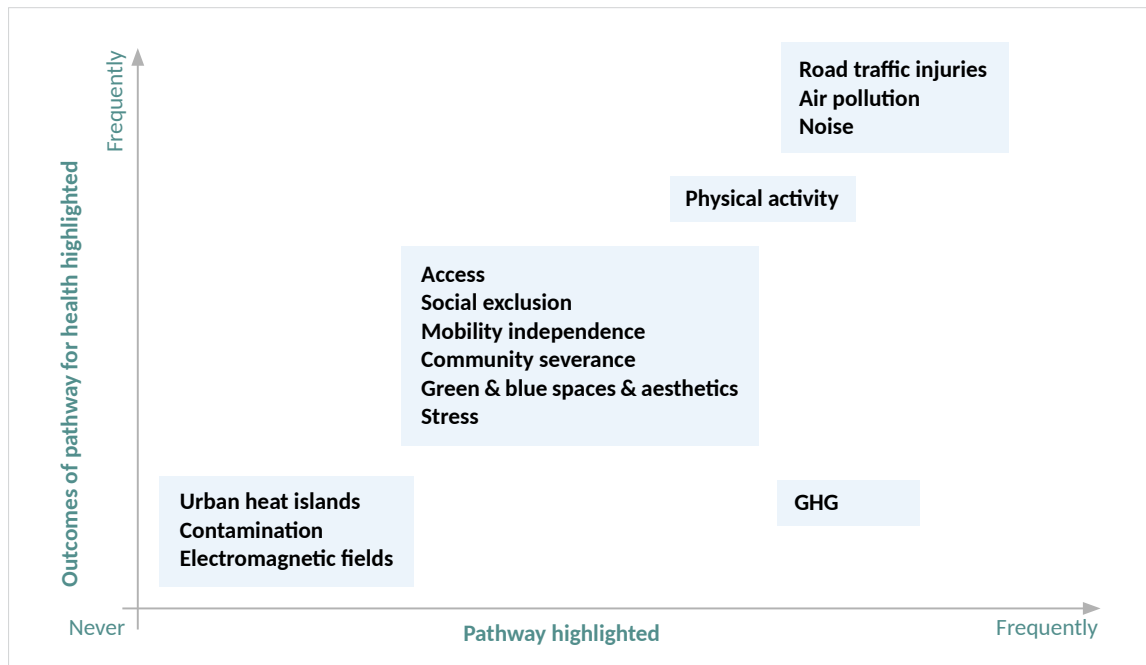 Frequently
Outcomes of pathway for health highlighted
Road traffic injuries
Air pollution
Noise
Physical activity
Access
Social exclusion
Mobility independence
Community severance
Green & blue spaces & aesthetics
Stress
Urban heat islands
Contamination
Electromagnetic fields
GHG
Never
Pathway highlighted
Frequently